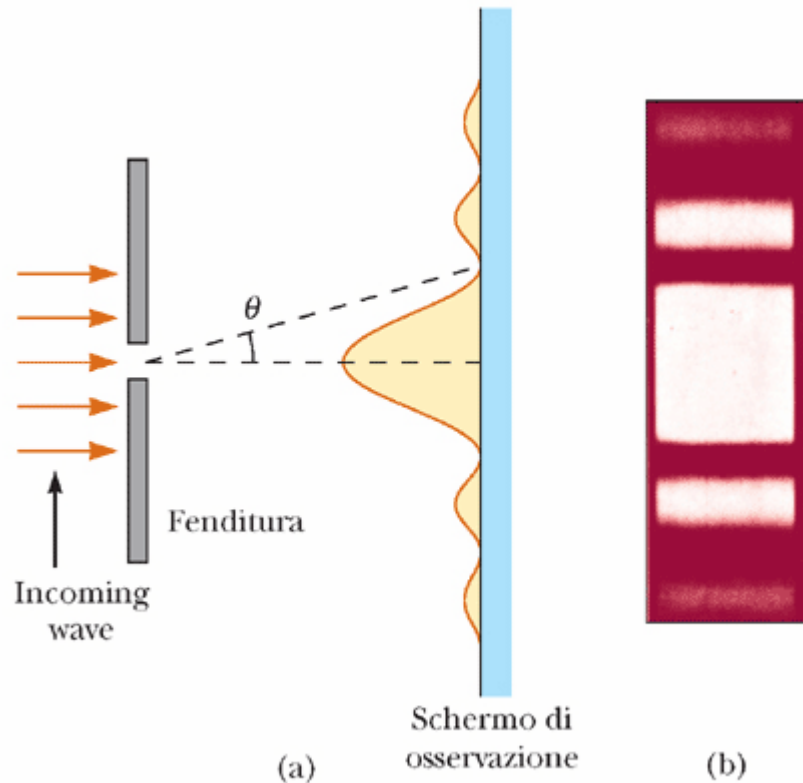 θ
Fenditura
Incoming
wave
Schermo di
osservazione
(a)
(b)